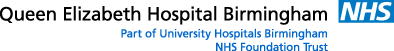 Queen Elizabeth Hospital Birmingham NHS
Part of University Hospitals Birmingham
NHS Foundation Trust